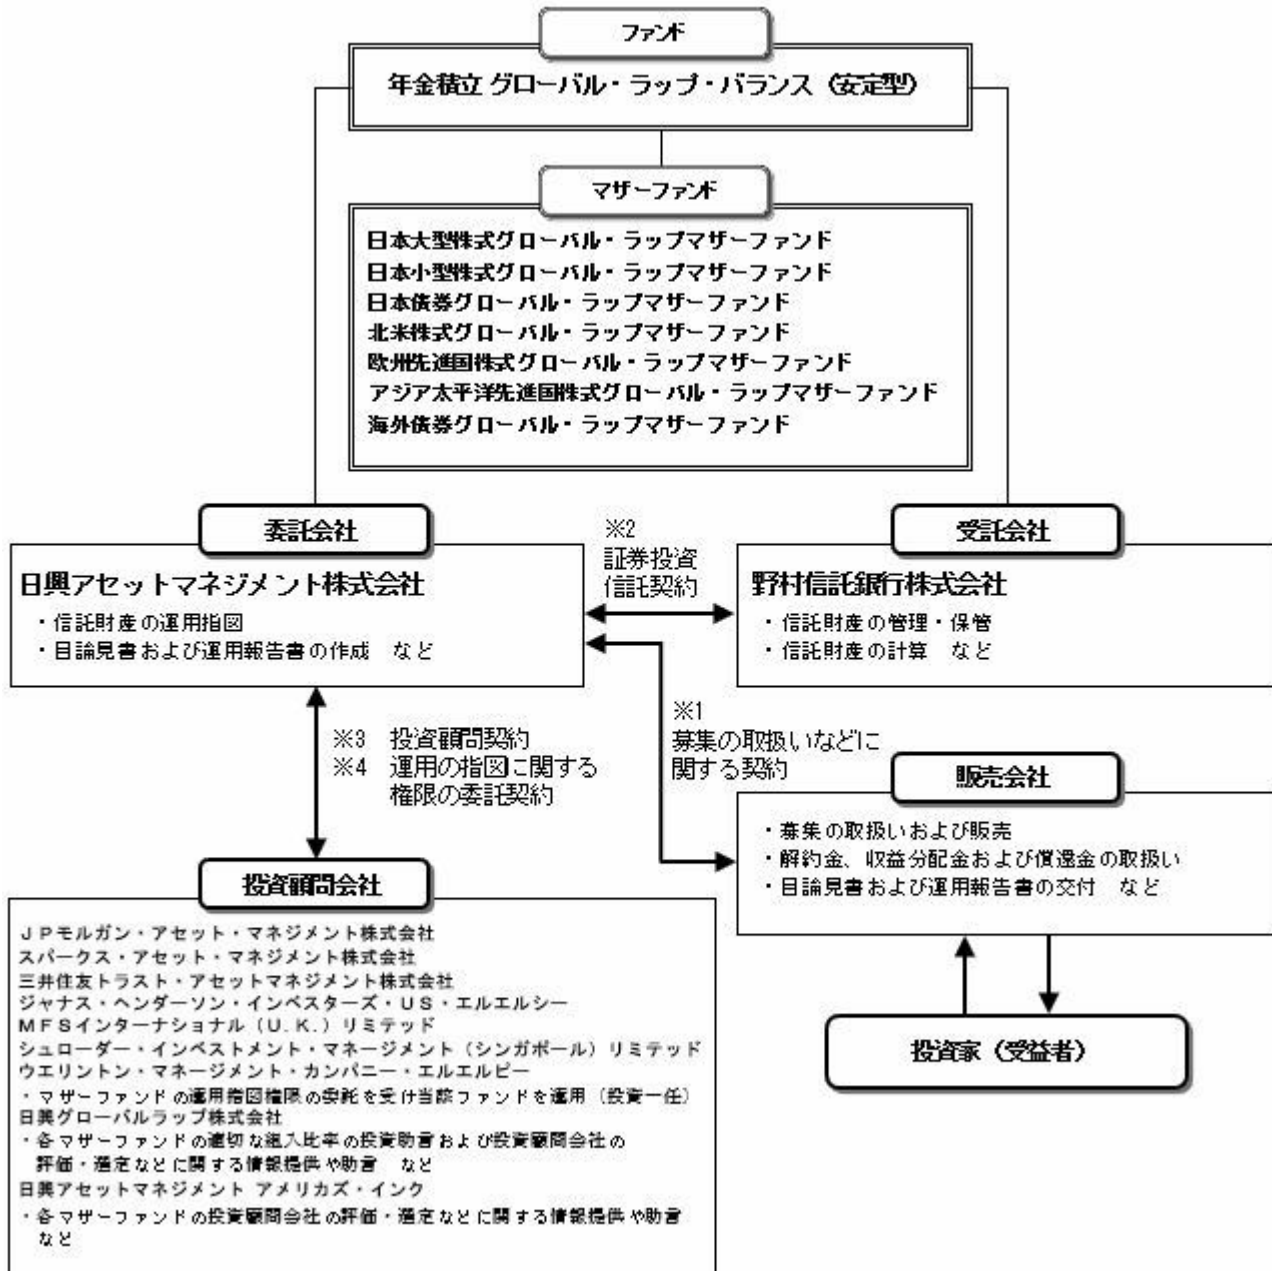 ファンド
年金積立 グローバル・ラップ・バランス (安定型)
マザーファンド
日本大型株式グローバル・ラップマザーファンド
日本小型株式グローバル・ラップマザーファンド
日本債券グローバル・ラップマザーファンド
北米株式グローバル・ラップマザーファンド
欧州先進国株式グローバル・ラップマザーファンド
アジア太平洋先進国株式グローバル・ラップマザーファンド
海外債券グローバル・ラップマザーファンド
委託会社
日興アセットマネジメント株式会社
・信託財産の運用指図
・目論見書および運用報告書の作成 など
※2
証券投資
信託契約
受託会社
野村信託銀行株式会社
・信託財産の管理・保管
・信託財産の計算 など
※3 投資顧問契約
※4 運用の指図に関する
権限の委託契約
※1
募集の取扱いなどに
関する契約
販売会社
・募集の取扱いおよび販売
・解約金、収益分配金および償還金の取扱い
・目論見書および運用報告書の交付 など
投資顧問会社
JPモルガン・アセット・マネジメント株式会社
スパークス・アセット・マネジメント株式会社
三井住友トラスト・アセットマネジメント株式会社
ジャナス・ヘンダーソン・インベスターズ・US・エルエルシー
MFSインターナショナル(U.K.)リミテッド
シュローダー・インベストメント・マネージメント(シンガポール)リミテッド
ウエリントン・マネージメント・カンパニー・エルエルピー
・マザーファンドの運用指図権限の委託を受け当該ファンドを運用(投資一任)
日興グローバルラップ株式会社
・各マザーファンドの適切な組入比率の投資助言および投資顧問会社の
評価・選定などに関する情報提供や助言 など
日興アセットマネジメント アメリカズ・インク
・各マザーファンドの投資顧問会社の評価・選定などに関する情報提供や助言
など
投資家(受益者)